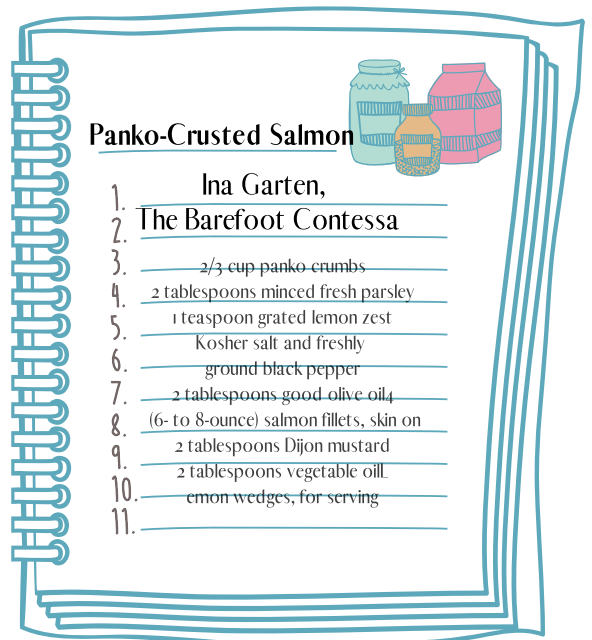 Panko-Crusted Salmon
Ina Garten,
1.
The Barefoot Contessa
2.
3.
2/3 cup panko crumbs
4.
2 tablespoons minced fresh parsley
1 teaspoon grated lemon zest
5.
Kosher salt and freshly
6.
ground black pepper
7.
2 tablespoons good olive oil4
8.
(6- to 8-ounce) salmon fillets, skin on
2 tablespoons Dijon mustard
9.
2 tablespoons vegetable oilL
10.
emon wedges, for serving
11.